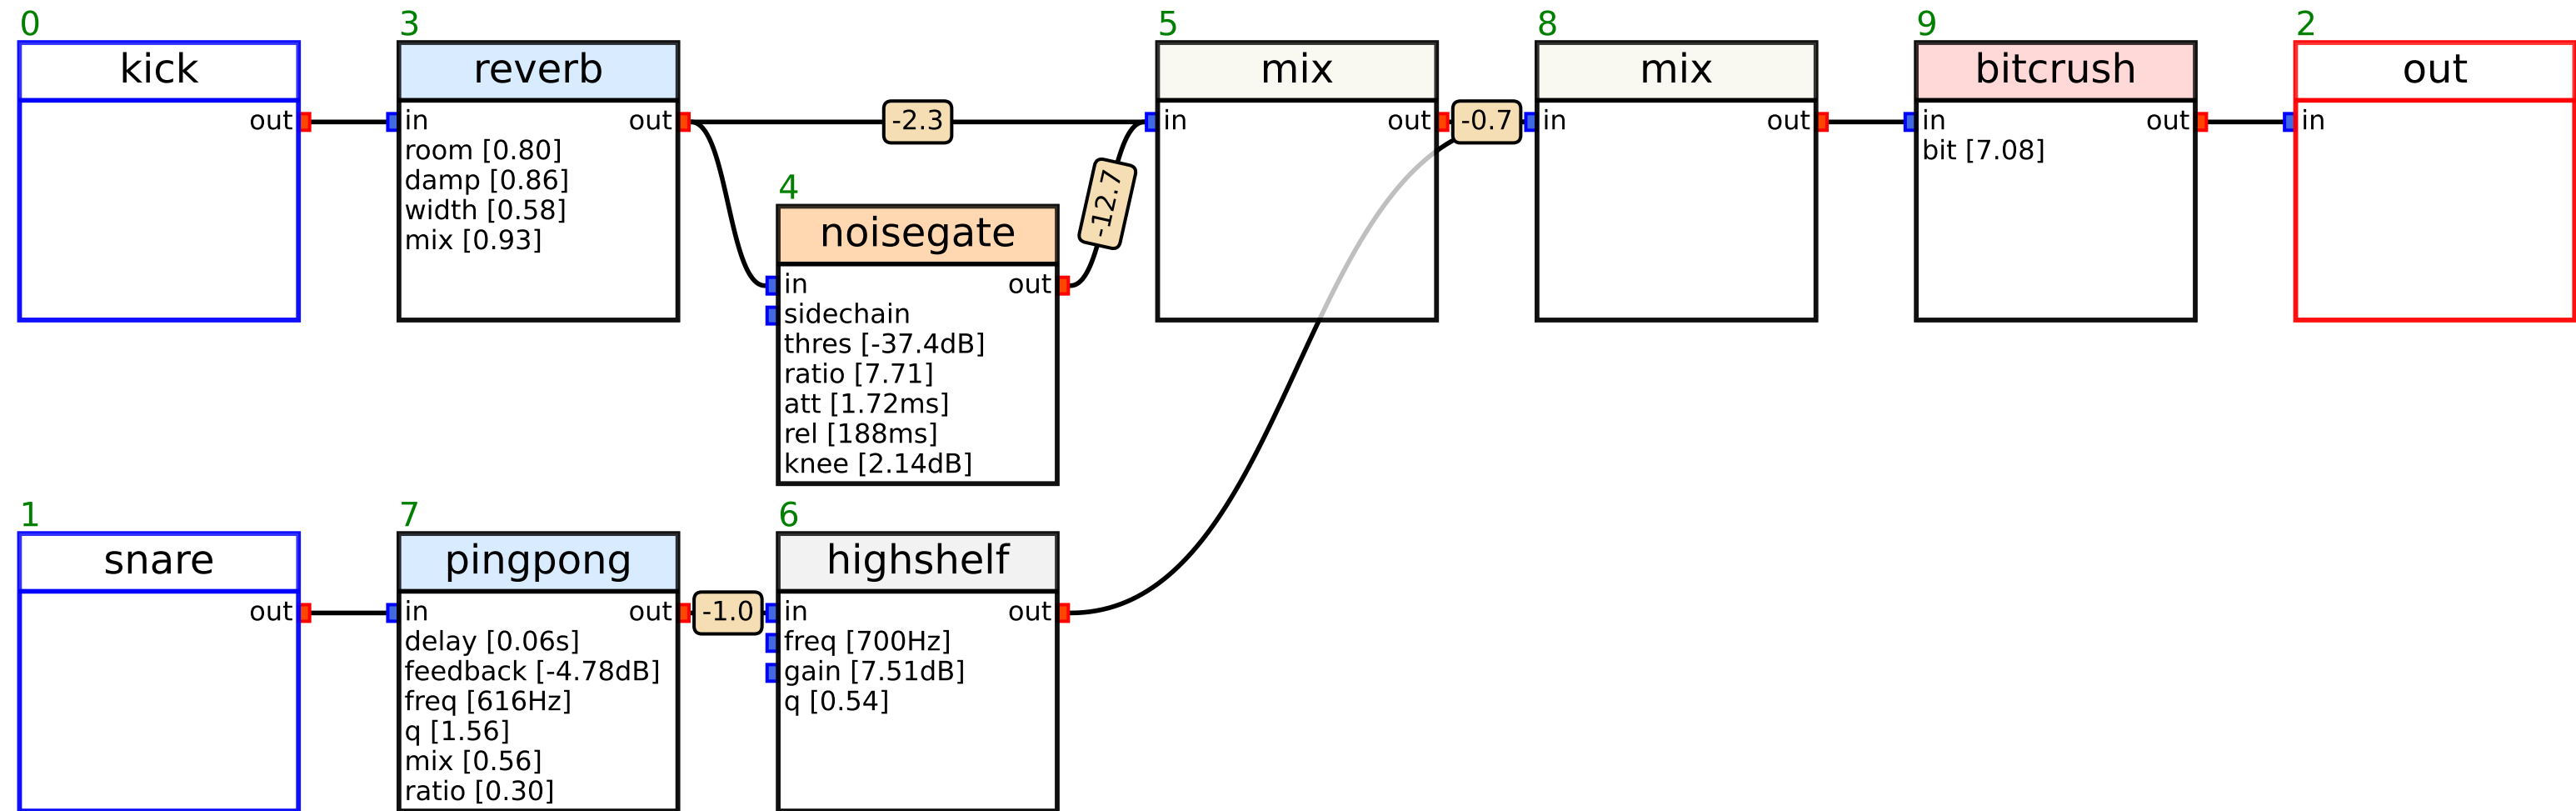 0
kick
out
3
reverb
in out
room [0.80]
damp [0.86]
width [0.58]
mix [0.93]
-2.3
-12.7
4
noisegate
in out
sidechain
thres [-37.4dB]
ratio [7.71]
att [1.72ms]
rel [188ms]
knee [2.14dB]
5
mix
in out
-0.7
8
mix
in out
9
bitcrush
in out
bit [7.08]
2
out
in
1
snare
out
7
pingpong
in out
delay [0.06s]
feedback [-4.78dB]
freq [616Hz]
q [1.56]
mix [0.56]
ratio [0.30]
-1.0
6
highshelf
in out
freq [700Hz]
gain [7.51dB]
q [0.54]